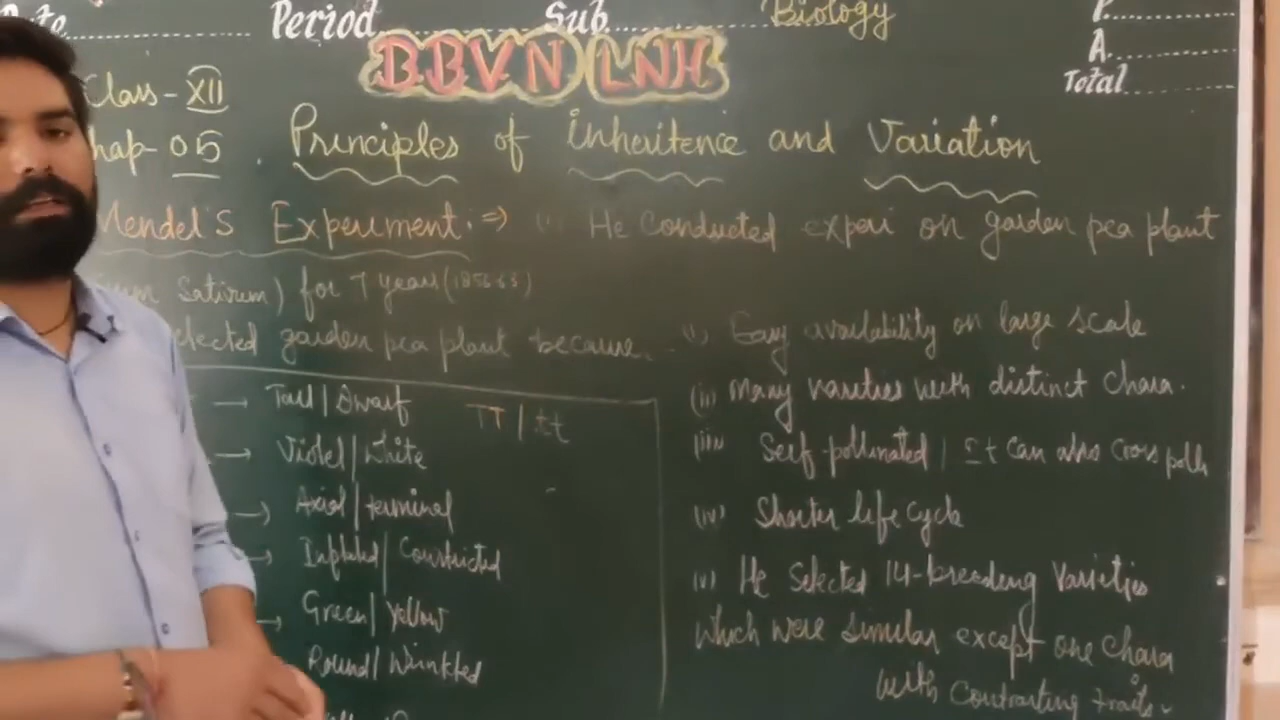 Period Sub. Biology P.
A.
Total
BBVN LNH
Class - XII
hap- 05 . Principles of inheritence and Variation
Mendel's Experiment. ⇒ (i) He Conducted experi on garden pea plant
Sativum) for 7 years (1856-63)
elected garden pea plant because. - (i) Easy availability on large scale
→ Tall / Dwarf TT / tt
(ii) Many varities with distinct Chara.
→ Violet / White
(iii) Self-pollinated / It can also Cross polln
→ Axial / terminal
(iv) Shorter life Cycle
→ Inflated / Constricted
(v) He Selected 14-breeding Varieties
→ Green / Yellow
which were similar except one Chara
Round / Wrinkled
with Contrasting traits.